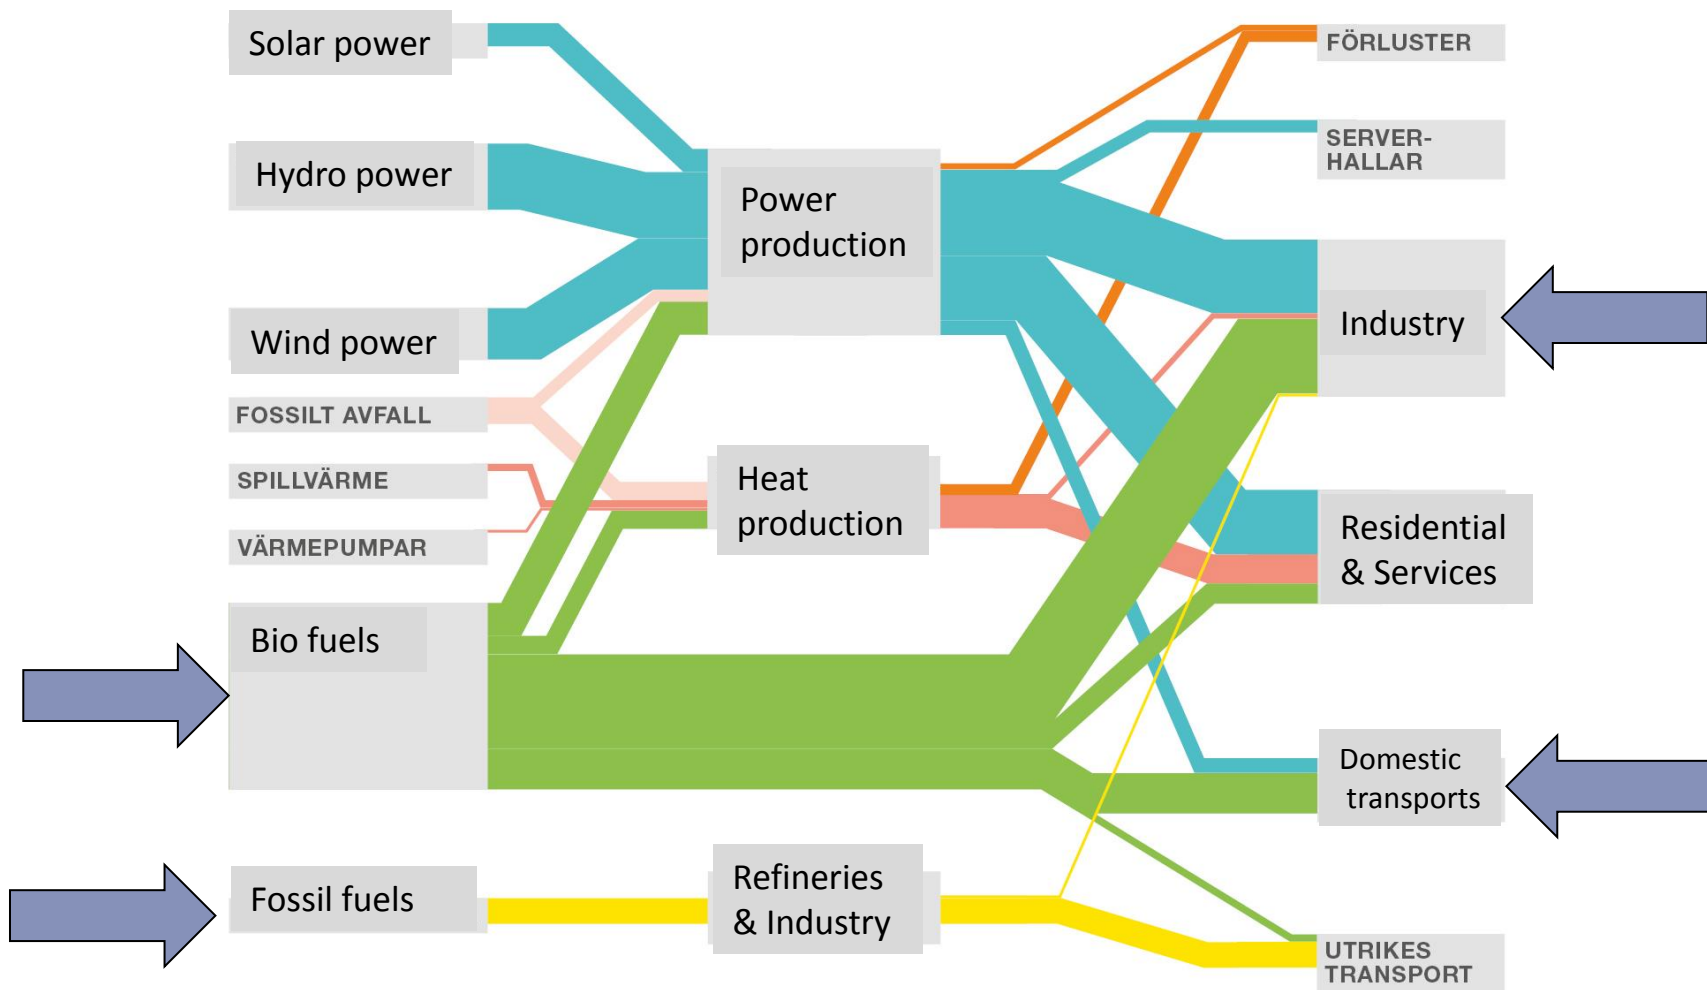 Solar power
Hydro power
Wind power
FOSSILT AVFALL
SPILLVÄRME
VÄRMEPUMPAR
Bio fuels
Fossil fuels
Power
production
Heat
production
Refineries
& Industry
FÖRLUSTER
SERVER-
HALLAR
Industry
Residential
& Services
Domestic
transports
UTRIKES
TRANSPORT